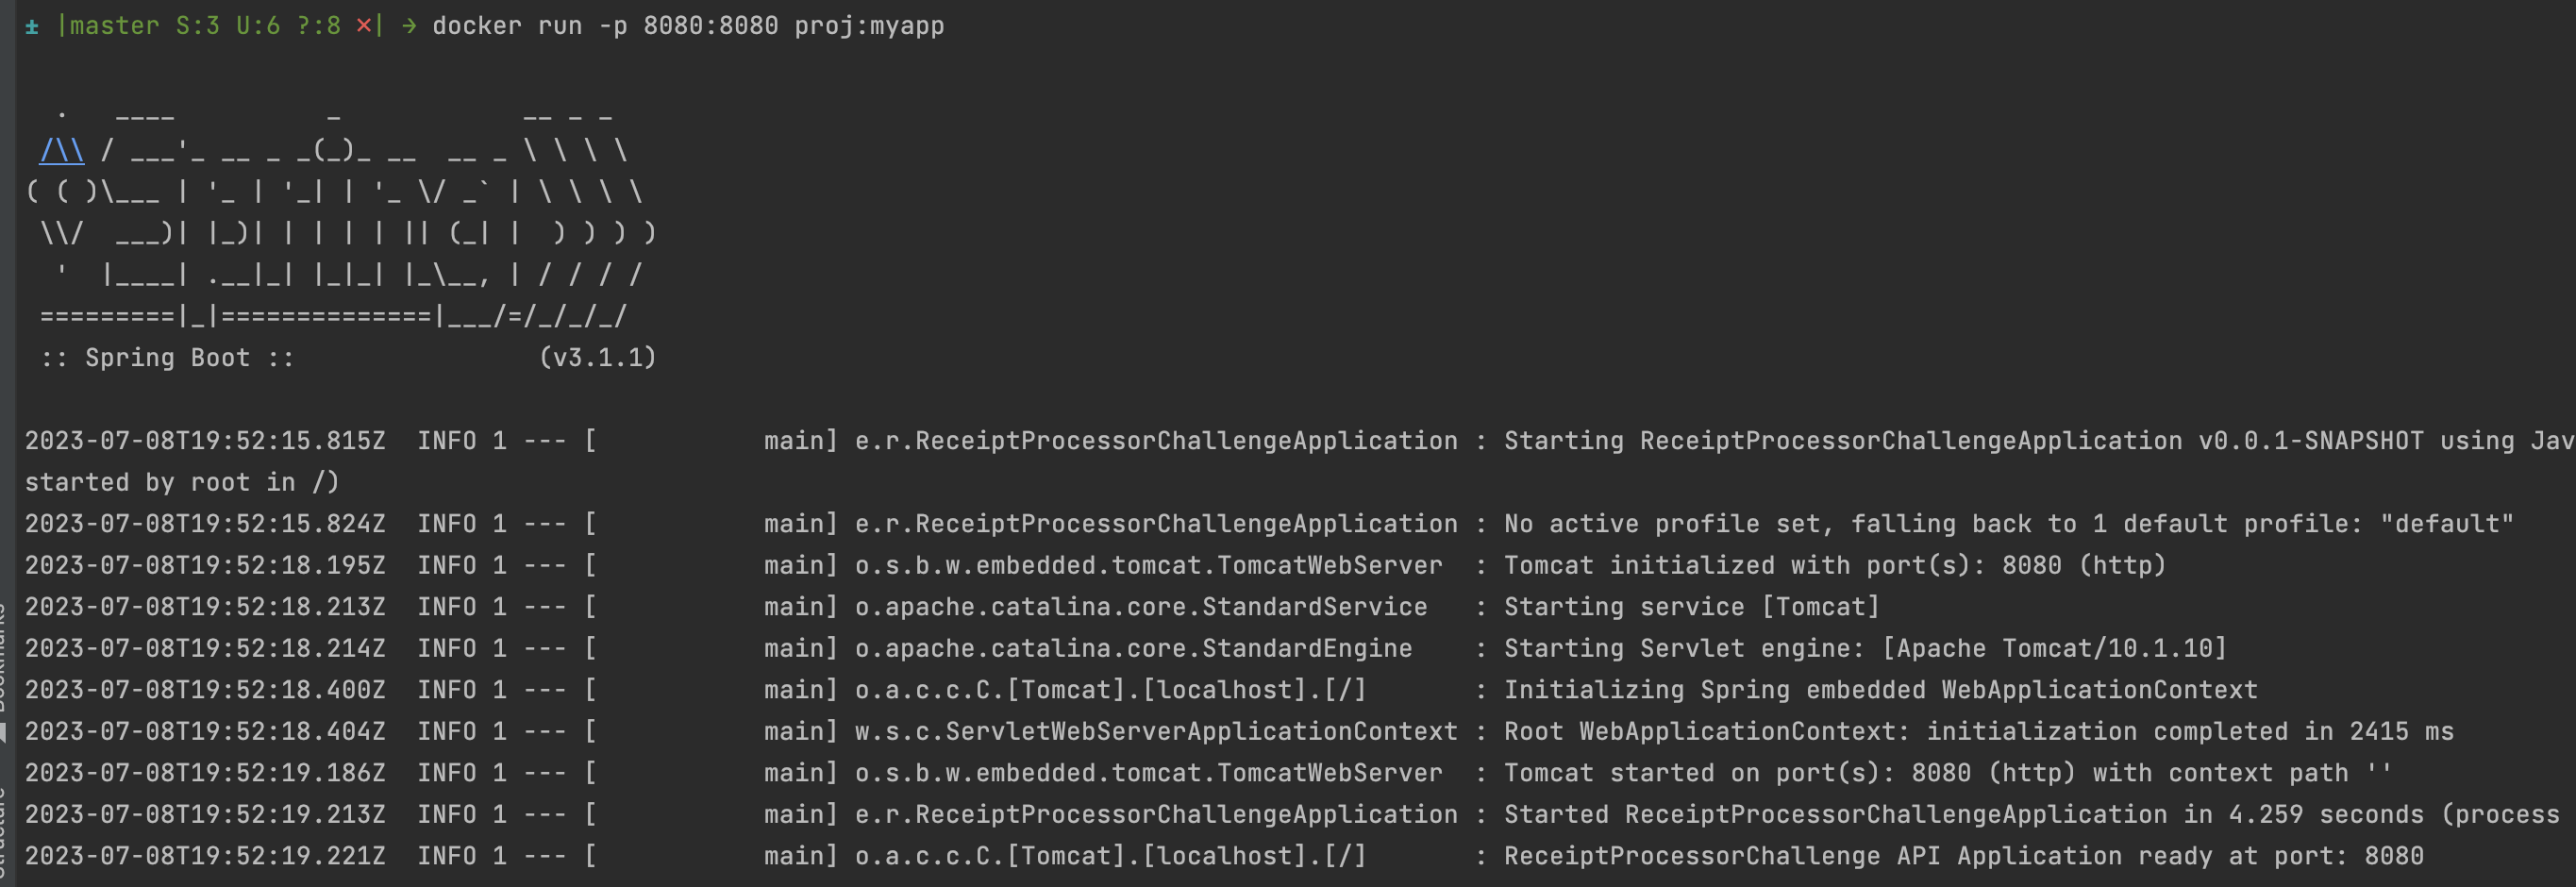 ± |master S:3 U:6 ?:8 ✕| → docker run -p 8080:8080 proj:myapp
  .   ____          _            __ _ _
 /\\ / ___'_ __ _ _(_)_ __  __ _ \ \ \ \
( ( )\___ | '_ | '_| | '_ \/ _` | \ \ \ \
 \\/  ___)| |_)| | | | | || (_| |  ) ) ) )
  '  |____| .__|_| |_|_| |_\__, | / / / /
 =========|_|==============|___/=/_/_/_/
 :: Spring Boot ::                (v3.1.1)
2023-07-08T19:52:15.815Z  INFO 1 --- [           main] e.r.ReceiptProcessorChallengeApplication : Starting ReceiptProcessorChallengeApplication v0.0.1-SNAPSHOT using Jav
started by root in /)
2023-07-08T19:52:15.824Z  INFO 1 --- [           main] e.r.ReceiptProcessorChallengeApplication : No active profile set, falling back to 1 default profile: "default"
2023-07-08T19:52:18.195Z  INFO 1 --- [           main] o.s.b.w.embedded.tomcat.TomcatWebServer  : Tomcat initialized with port(s): 8080 (http)
2023-07-08T19:52:18.213Z  INFO 1 --- [           main] o.apache.catalina.core.StandardService   : Starting service [Tomcat]
2023-07-08T19:52:18.214Z  INFO 1 --- [           main] o.apache.catalina.core.StandardEngine    : Starting Servlet engine: [Apache Tomcat/10.1.10]
2023-07-08T19:52:18.400Z  INFO 1 --- [           main] o.a.c.c.C.[Tomcat].[localhost].[/]       : Initializing Spring embedded WebApplicationContext
2023-07-08T19:52:18.404Z  INFO 1 --- [           main] w.s.c.ServletWebServerApplicationContext : Root WebApplicationContext: initialization completed in 2415 ms
2023-07-08T19:52:19.186Z  INFO 1 --- [           main] o.s.b.w.embedded.tomcat.TomcatWebServer  : Tomcat started on port(s): 8080 (http) with context path ''
2023-07-08T19:52:19.213Z  INFO 1 --- [           main] e.r.ReceiptProcessorChallengeApplication : Started ReceiptProcessorChallengeApplication in 4.259 seconds (process
2023-07-08T19:52:19.221Z  INFO 1 --- [           main] o.a.c.c.C.[Tomcat].[localhost].[/]       : ReceiptProcessorChallenge API Application ready at port: 8080